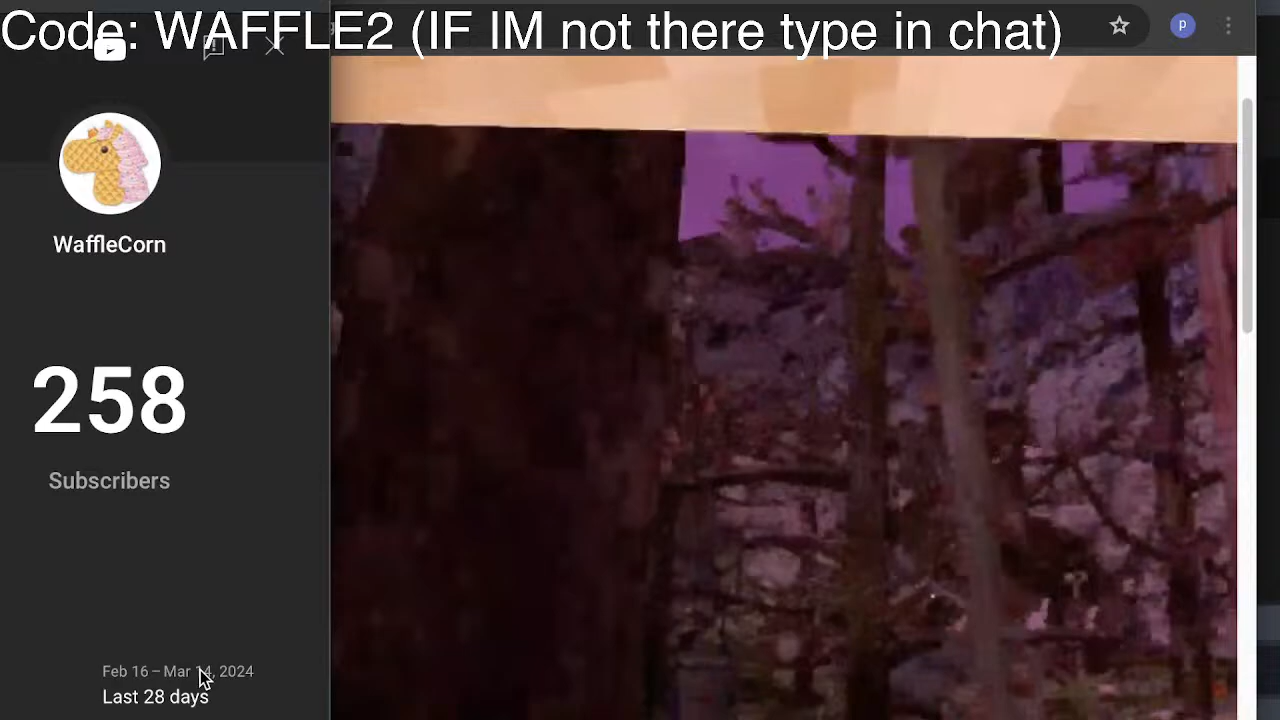 Code: WAFFLE2 (IF IM not there type in chat)
p
WaffleCorn
258
Subscribers
Feb 16 – Mar 14, 2024
Last 28 days